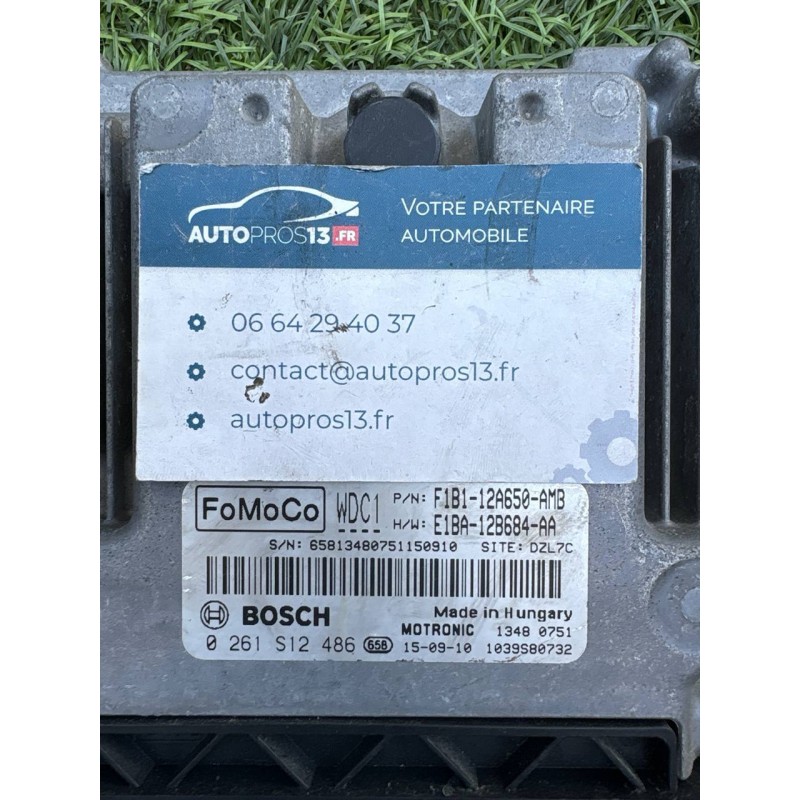 AUTOPROS13.FR
VOTRE PARTENAIRE
AUTOMOBILE
06 64 29 40 37
contact@autopros13.fr
autopros13.fr
FoMoCo WDC1 P/N: F1B1-12A650-AMB
H/W: E1BA-12B684-AA
S/N: 65813480751150910 SITE: DZL7C
BOSCH Made in Hungary
MOTRONIC 1348 0751
0 261 S12 486 658 15-09-10 1039S80732